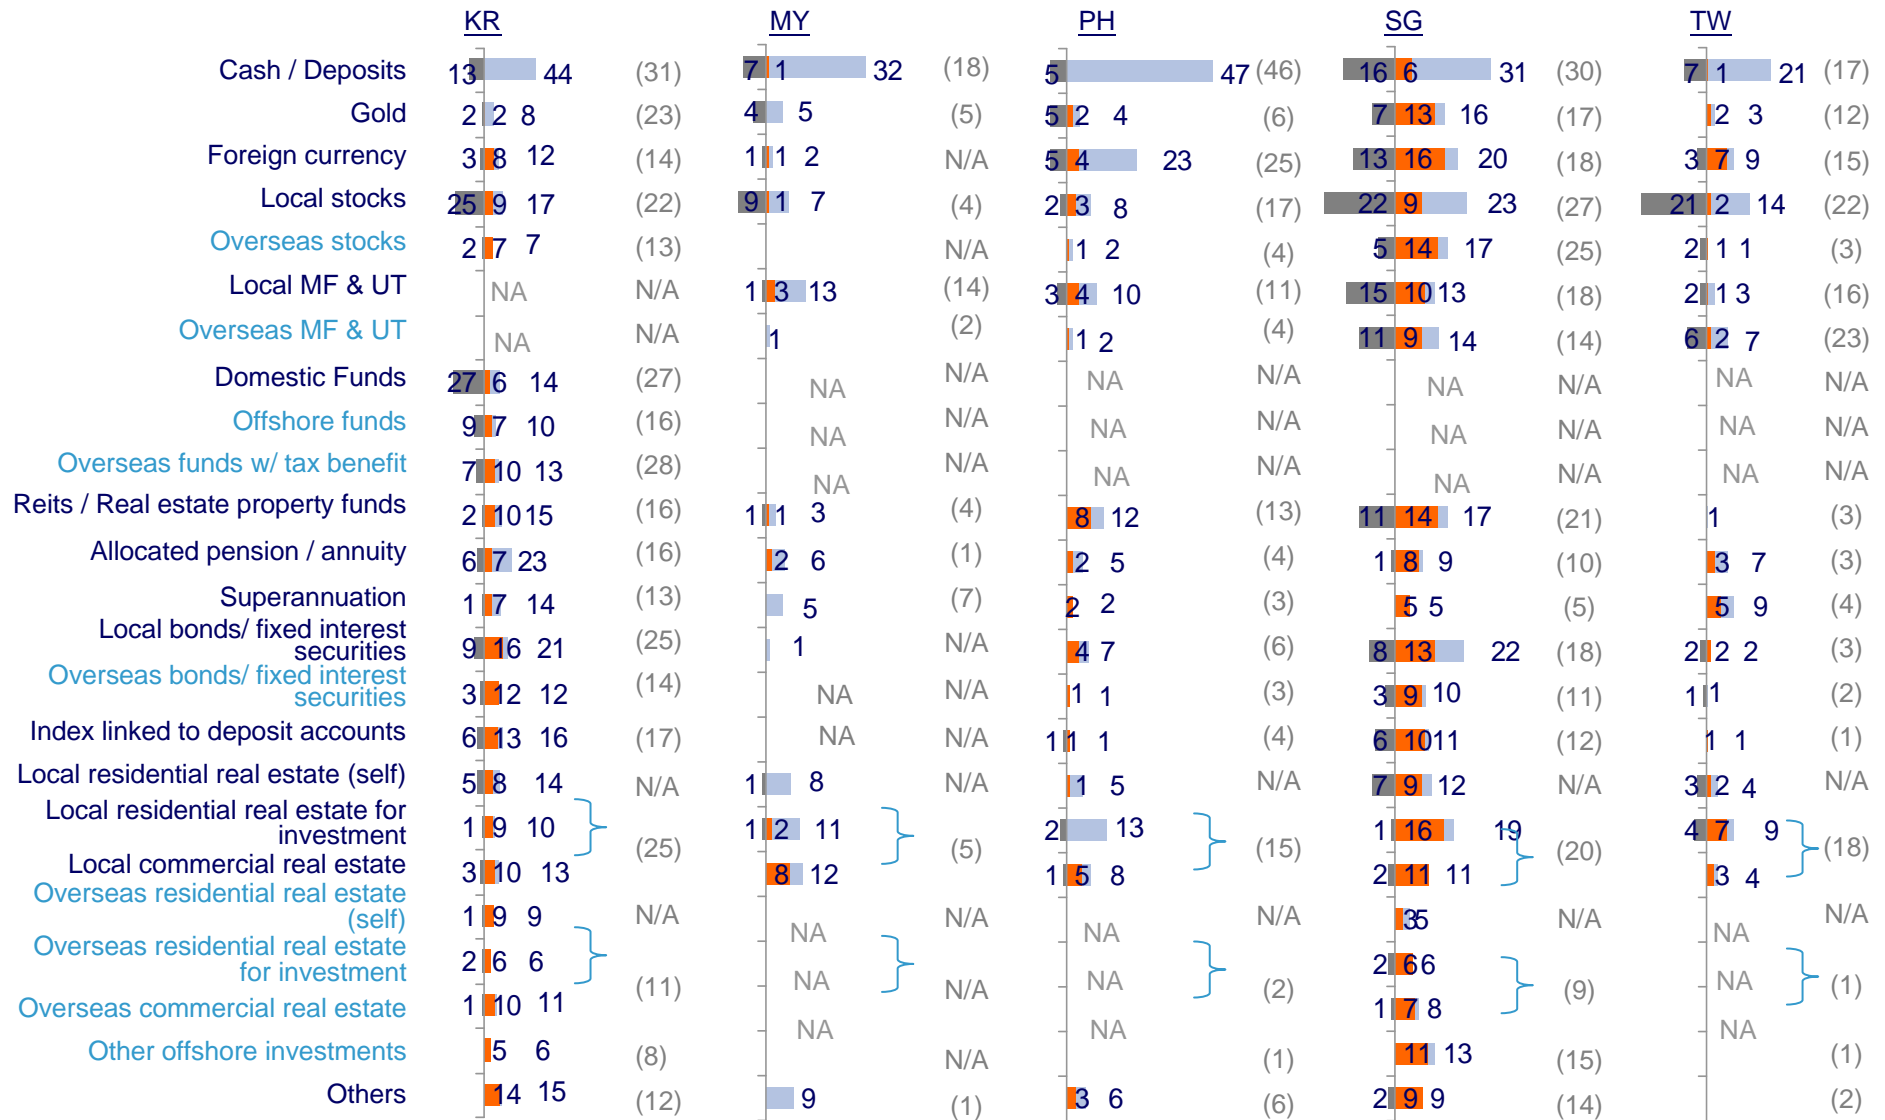 KR MY PH SG TW
Cash / Deposits 13 44 (31) 7 1 32 (18) 5 47 (46) 16 6 31 (30) 7 1 21 (17)
Gold 2 2 8 (23) 4 5 (5) 5 2 4 (6) 7 13 16 (17) 2 3 (12)
Foreign currency 3 8 12 (14) 1 1 2 N/A 5 4 23 (25) 13 16 20 (18) 3 7 9 (15)
Local stocks 25 9 17 (22) 9 1 7 (4) 2 3 8 (17) 22 9 23 (27) 21 2 14 (22)
Overseas stocks 2 7 7 (13) N/A 1 2 (4) 5 14 17 (25) 2 1 1 (3)
Local MF & UT NA N/A 1 3 13 (14) 3 4 10 (11) 15 10 13 (18) 2 1 3 (16)
Overseas MF & UT NA N/A 1 (2) 1 2 (4) 11 9 14 (14) 6 2 7 (23)
Domestic Funds 27 6 14 (27) NA N/A NA N/A NA N/A NA N/A
Offshore funds 9 7 10 (16) NA N/A NA N/A NA N/A NA N/A
Overseas funds w/ tax benefit 7 10 13 (28) NA N/A NA N/A NA N/A NA N/A
Reits / Real estate property funds 2 10 15 (16) 1 1 3 (4) 8 12 (13) 11 14 17 (21) 1 (3)
Allocated pension / annuity 6 7 23 (16) 2 6 (1) 2 5 (4) 1 8 9 (10) 3 7 (3)
Superannuation 1 7 14 (13) 5 (7) 2 2 (3) 5 5 (5) 5 9 (4)
Local bonds/ fixed interest
securities 9 16 21 (25) 1 N/A 4 7 (6) 8 13 22 (18) 2 2 2 (3)
Overseas bonds/ fixed interest
securities 3 12 12 (14) NA N/A 1 1 (3) 3 9 10 (11) 1 1 (2)
Index linked to deposit accounts 6 13 16 (17) NA N/A 1 1 1 (4) 6 10 11 (12) 1 1 (1)
Local residential real estate (self) 5 8 14 N/A 1 8 N/A 1 5 N/A 7 9 12 N/A 3 2 4 N/A
Local residential real estate for
investment 1 9 10 (25) 1 2 11 (5) 2 13 (15) 1 16 19 (20) 4 7 9 (18)
Local commercial real estate 3 10 13 8 12 1 5 8 2 11 11 3 4
Overseas residential real estate
(self) 1 9 9 N/A NA N/A NA N/A 3 5 N/A NA N/A
Overseas residential real estate
for investment 2 6 6 (11) NA N/A NA (2) 2 6 6 (9) NA (1)
Overseas commercial real estate 1 10 11 NA NA 1 7 8 NA
Other offshore investments 5 6 (8) N/A (1) 11 13 (15) (1)
Others 14 15 (12) 9 (1) 3 6 (6) 2 9 9 (14) (2)